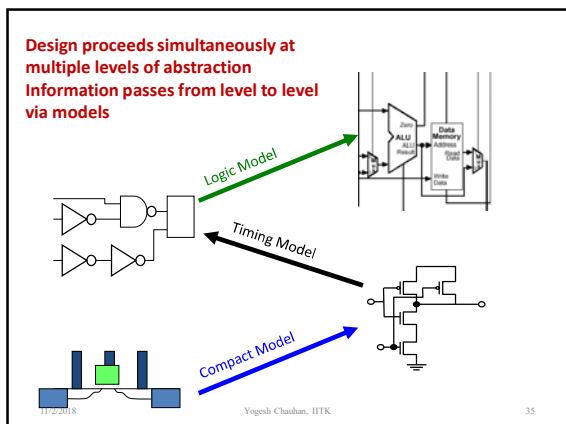 Design proceeds simultaneously at
multiple levels of abstraction
Information passes from level to level
via models
Zero
ALU
ALU
Result
Data
Memory
Address
Read
Data
Write
Data
Logic Model
Timing Model
Compact Model
11/2/2018
Yogesh Chauhan, IITK
35